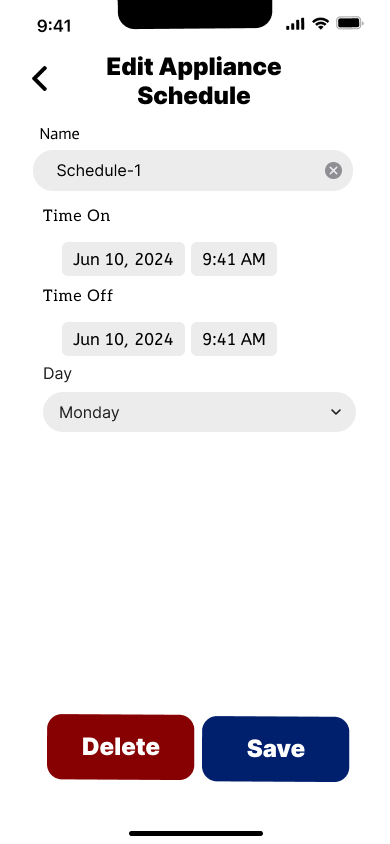 9:41
Edit Appliance
Schedule
Name
Schedule-1
Time On
Jun 10, 2024 9:41 AM
Time Off
Jun 10, 2024 9:41 AM
Day
Monday
Delete Save